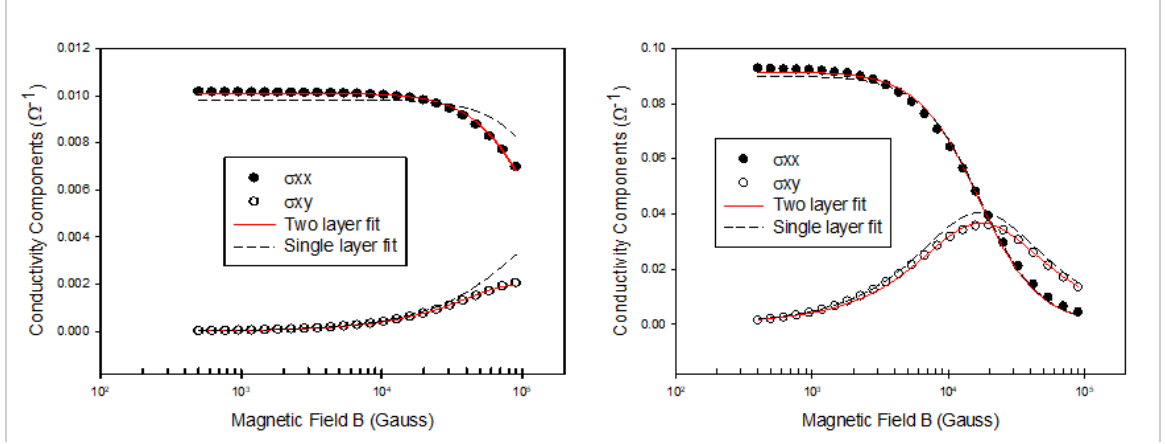 0.012
0.010
0.008
0.006
0.004
0.002
0.000
Conductivity Components (Ω⁻¹)
σxx
σxy
Two layer fit
Single layer fit
10² 10³ 10⁴ 10⁵
Magnetic Field B (Gauss)
0.10
0.08
0.06
0.04
0.02
0.00
Conductivity Components (Ω⁻¹)
σxx
σxy
Two layer fit
Single layer fit
10² 10³ 10⁴ 10⁵
Magnetic Field B (Gauss)